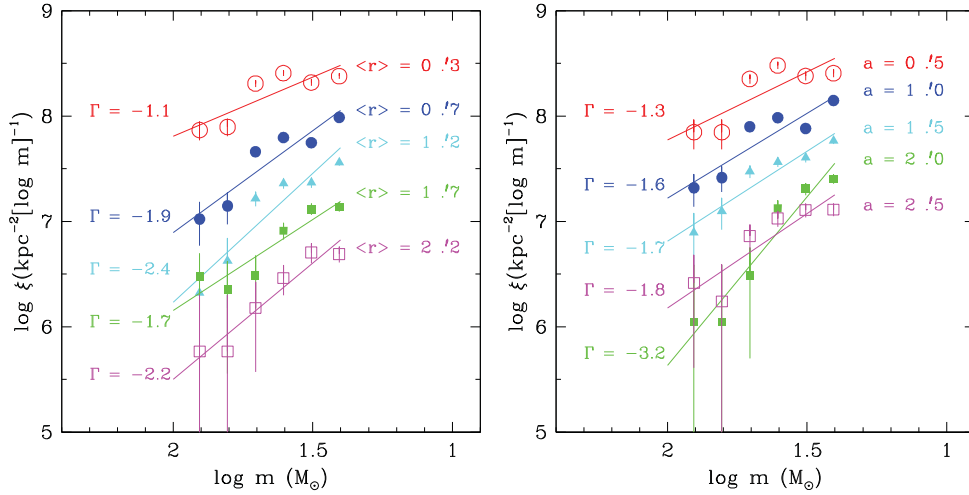 9
8
7
6
5
log ξ(kpc⁻²[log m]⁻¹)
<r> = 0 .′3
Γ = −1.1
<r> = 0 .′7
<r> = 1 .′2
<r> = 1 .′7
Γ = −1.9
<r> = 2 .′2
Γ = −2.4
Γ = −1.7
Γ = −2.2
2
1.5
1
log m (M⊙)
9
8
7
6
5
log ξ(kpc⁻²[log m]⁻¹)
a = 0 .′5
a = 1 .′0
Γ = −1.3
a = 1 .′5
a = 2 .′0
Γ = −1.6
a = 2 .′5
Γ = −1.7
Γ = −1.8
Γ = −3.2
2
1.5
1
log m (M⊙)